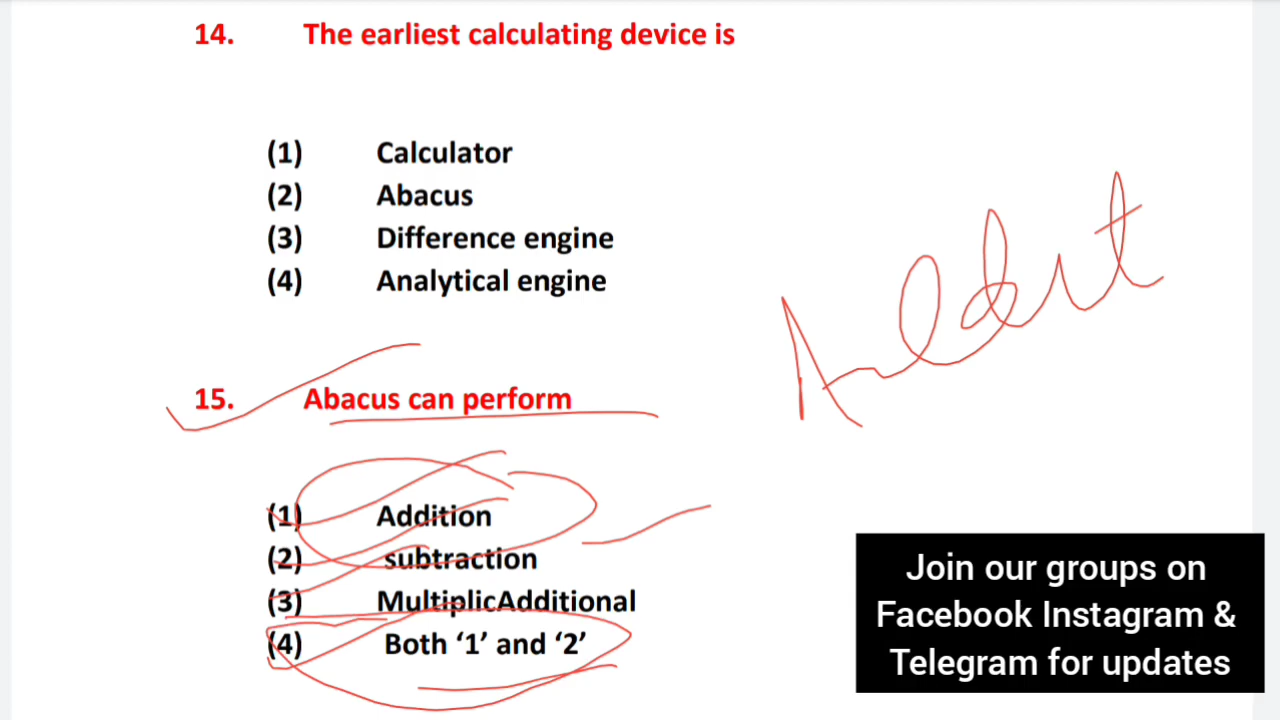 14. The earliest calculating device is
(1) Calculator
(2) Abacus
(3) Difference engine
(4) Analytical engine
15. Abacus can perform
(1) Addition
(2) subtraction
(3) MultiplicAdditional
(4) Both ‘1’ and ‘2’
Join our groups on
Facebook Instagram &
Telegram for updates